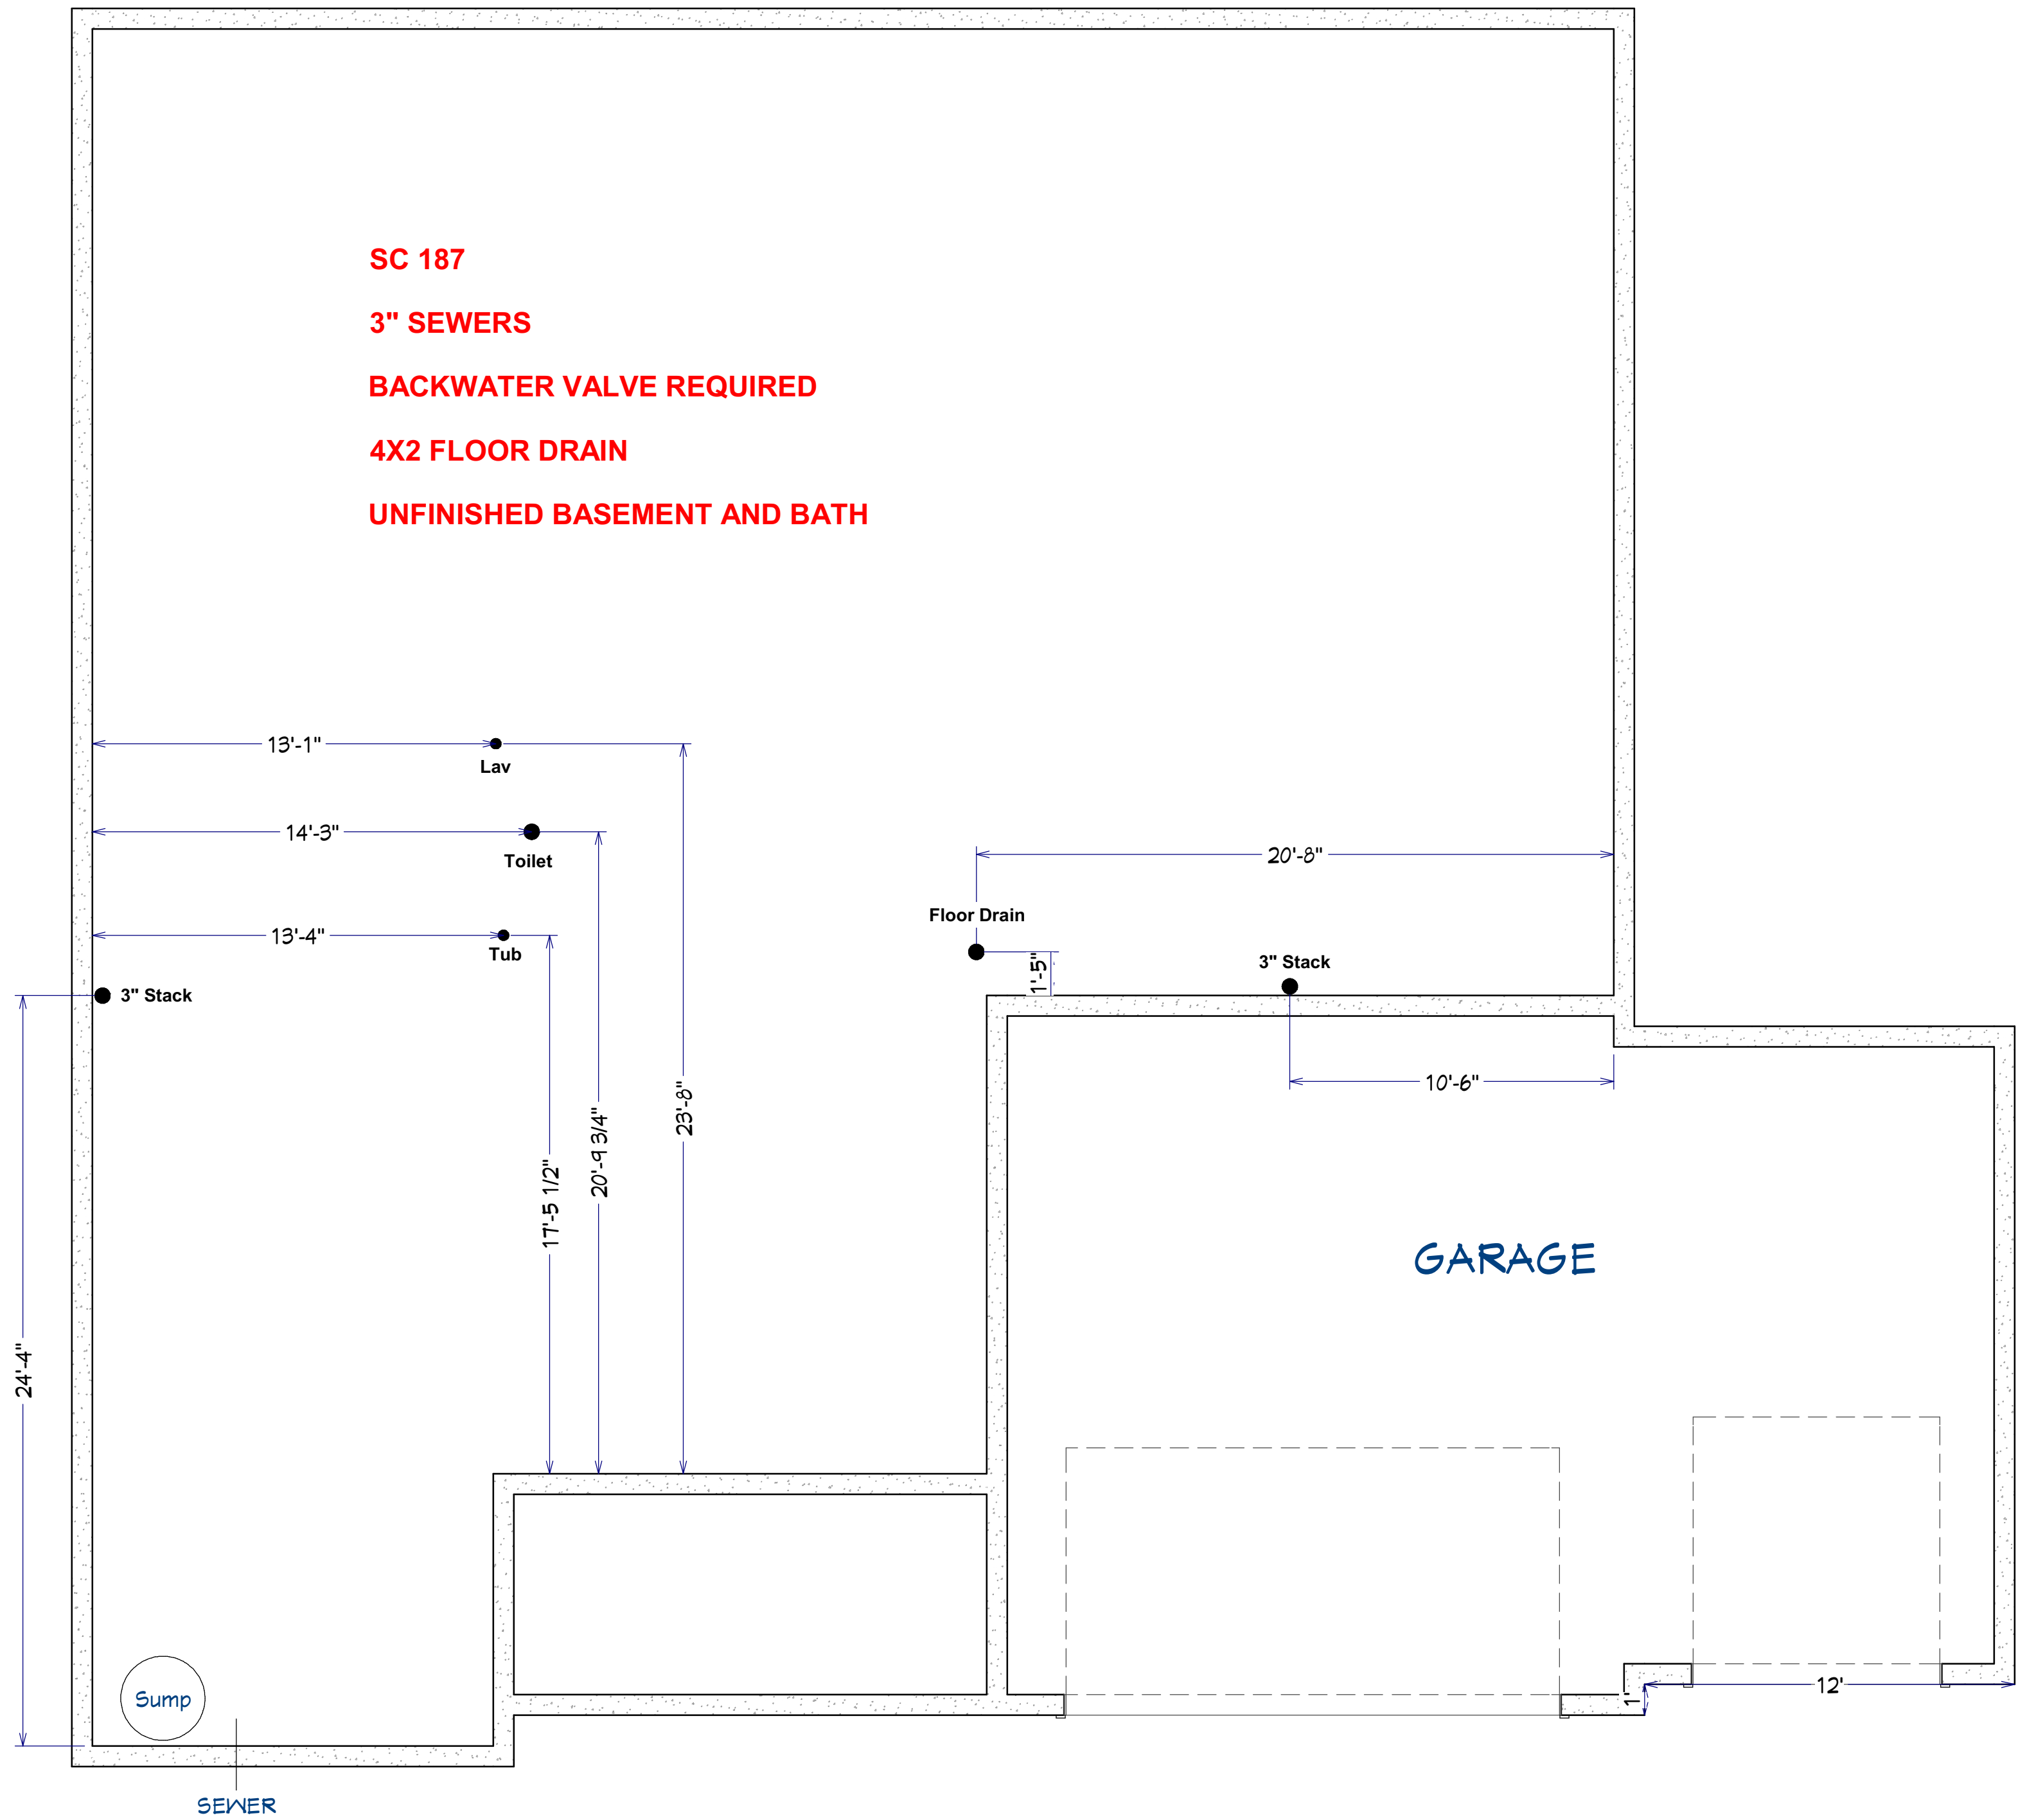 SC 187
3" SEWERS
BACKWATER VALVE REQUIRED
4X2 FLOOR DRAIN
UNFINISHED BASEMENT AND BATH
13'-1"
Lav
14'-3"
Toilet
20'-8"
Floor Drain
13'-4"
Tub
1'-5"
3" Stack
3" Stack
10'-6"
23'-8"
20'-9 3/4"
17'-5 1/2"
GARAGE
24'-4"
Sump
12'
1'
SEWER